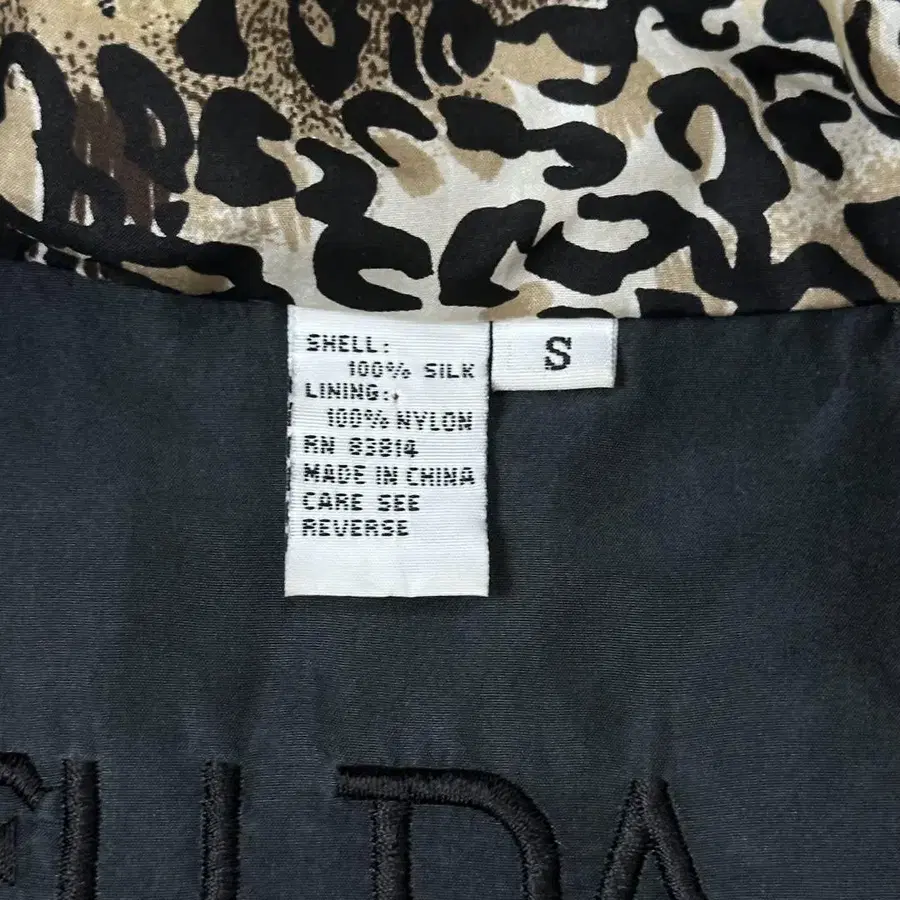 SHELL:
100% SILK
LINING:
100% NYLON
RN 83814
MADE IN CHINA
CARE SEE
REVERSE
S